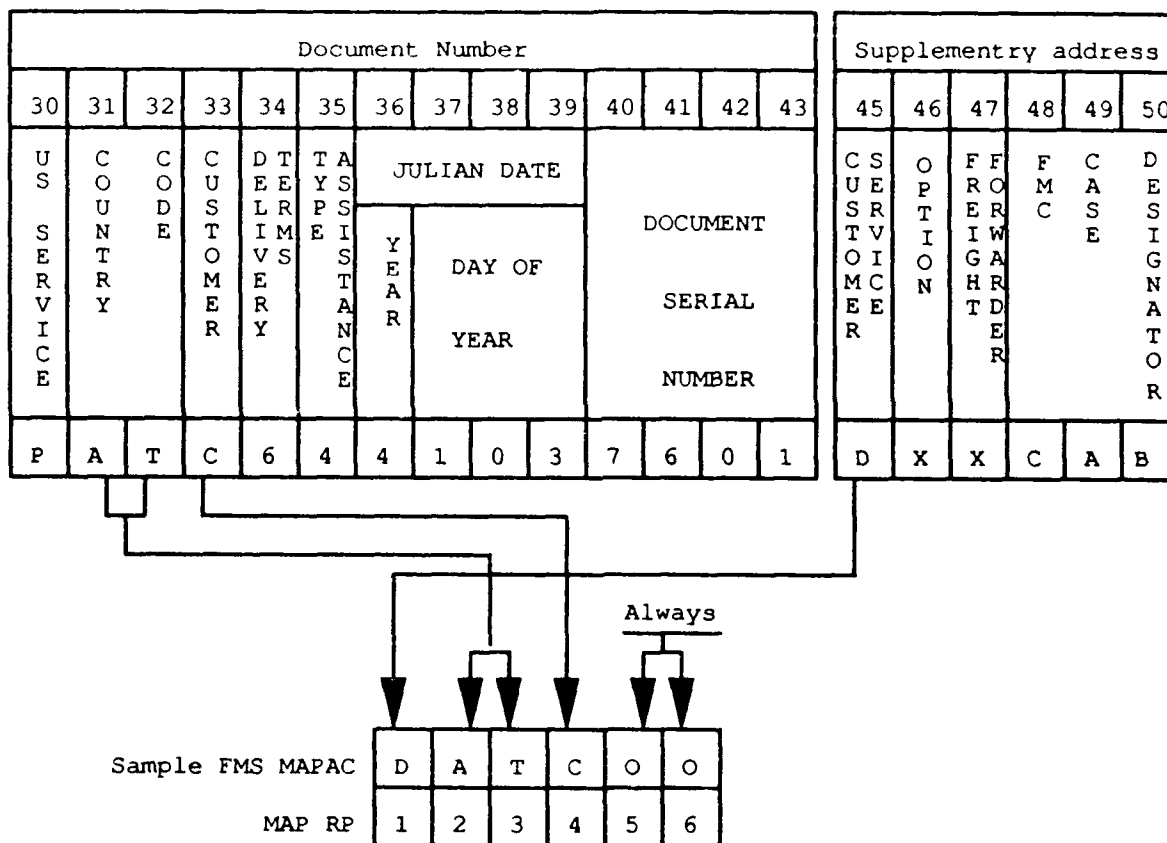 Document Number
Supplementry address
30 31 32 33 34 35 36 37 38 39 40 41 42 43
45 46 47 48 49 50
US SERVICE
COUNTRY
CODE
CUSTOMER
DELIVERY
TERMS
TYPE
ASSISTANCE
JULIAN DATE
YEAR
DAY OF
YEAR
DOCUMENT
SERIAL
NUMBER
CUSTOMER
SERVICE
OPTION
FREIGHT
FORWARDER
FMC
CASE
DESIGNATOR
P A T C 6 4 4 1 0 3 7 6 0 1
D X X C A B
Always
Sample FMS MAPAC D A T C O O
MAP RP 1 2 3 4 5 6